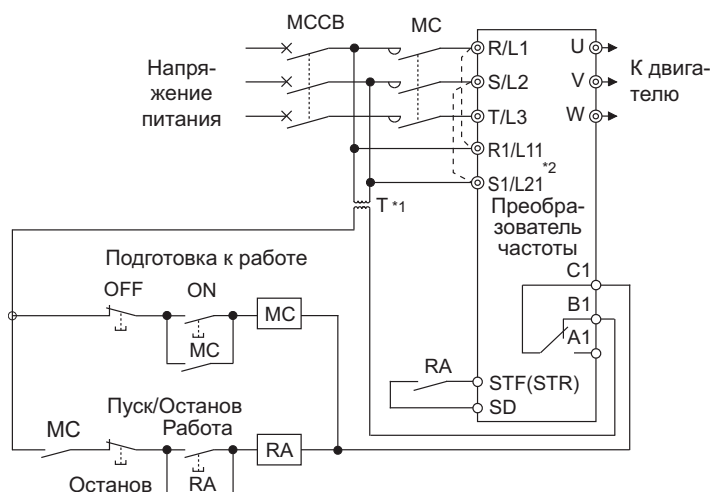 MCCB
MC
Напря-
жение
питания
R/L1
S/L2
T/L3
R1/L11
S1/L21
*2
U
V
W
К двига-
телю
T *1
Преобра-
зователь
частоты
Подготовка к работе
OFF
ON
MC
MC
C1
B1
A1
RA
STF(STR)
SD
Пуск/Останов
Работа
MC
RA
Останов
RA